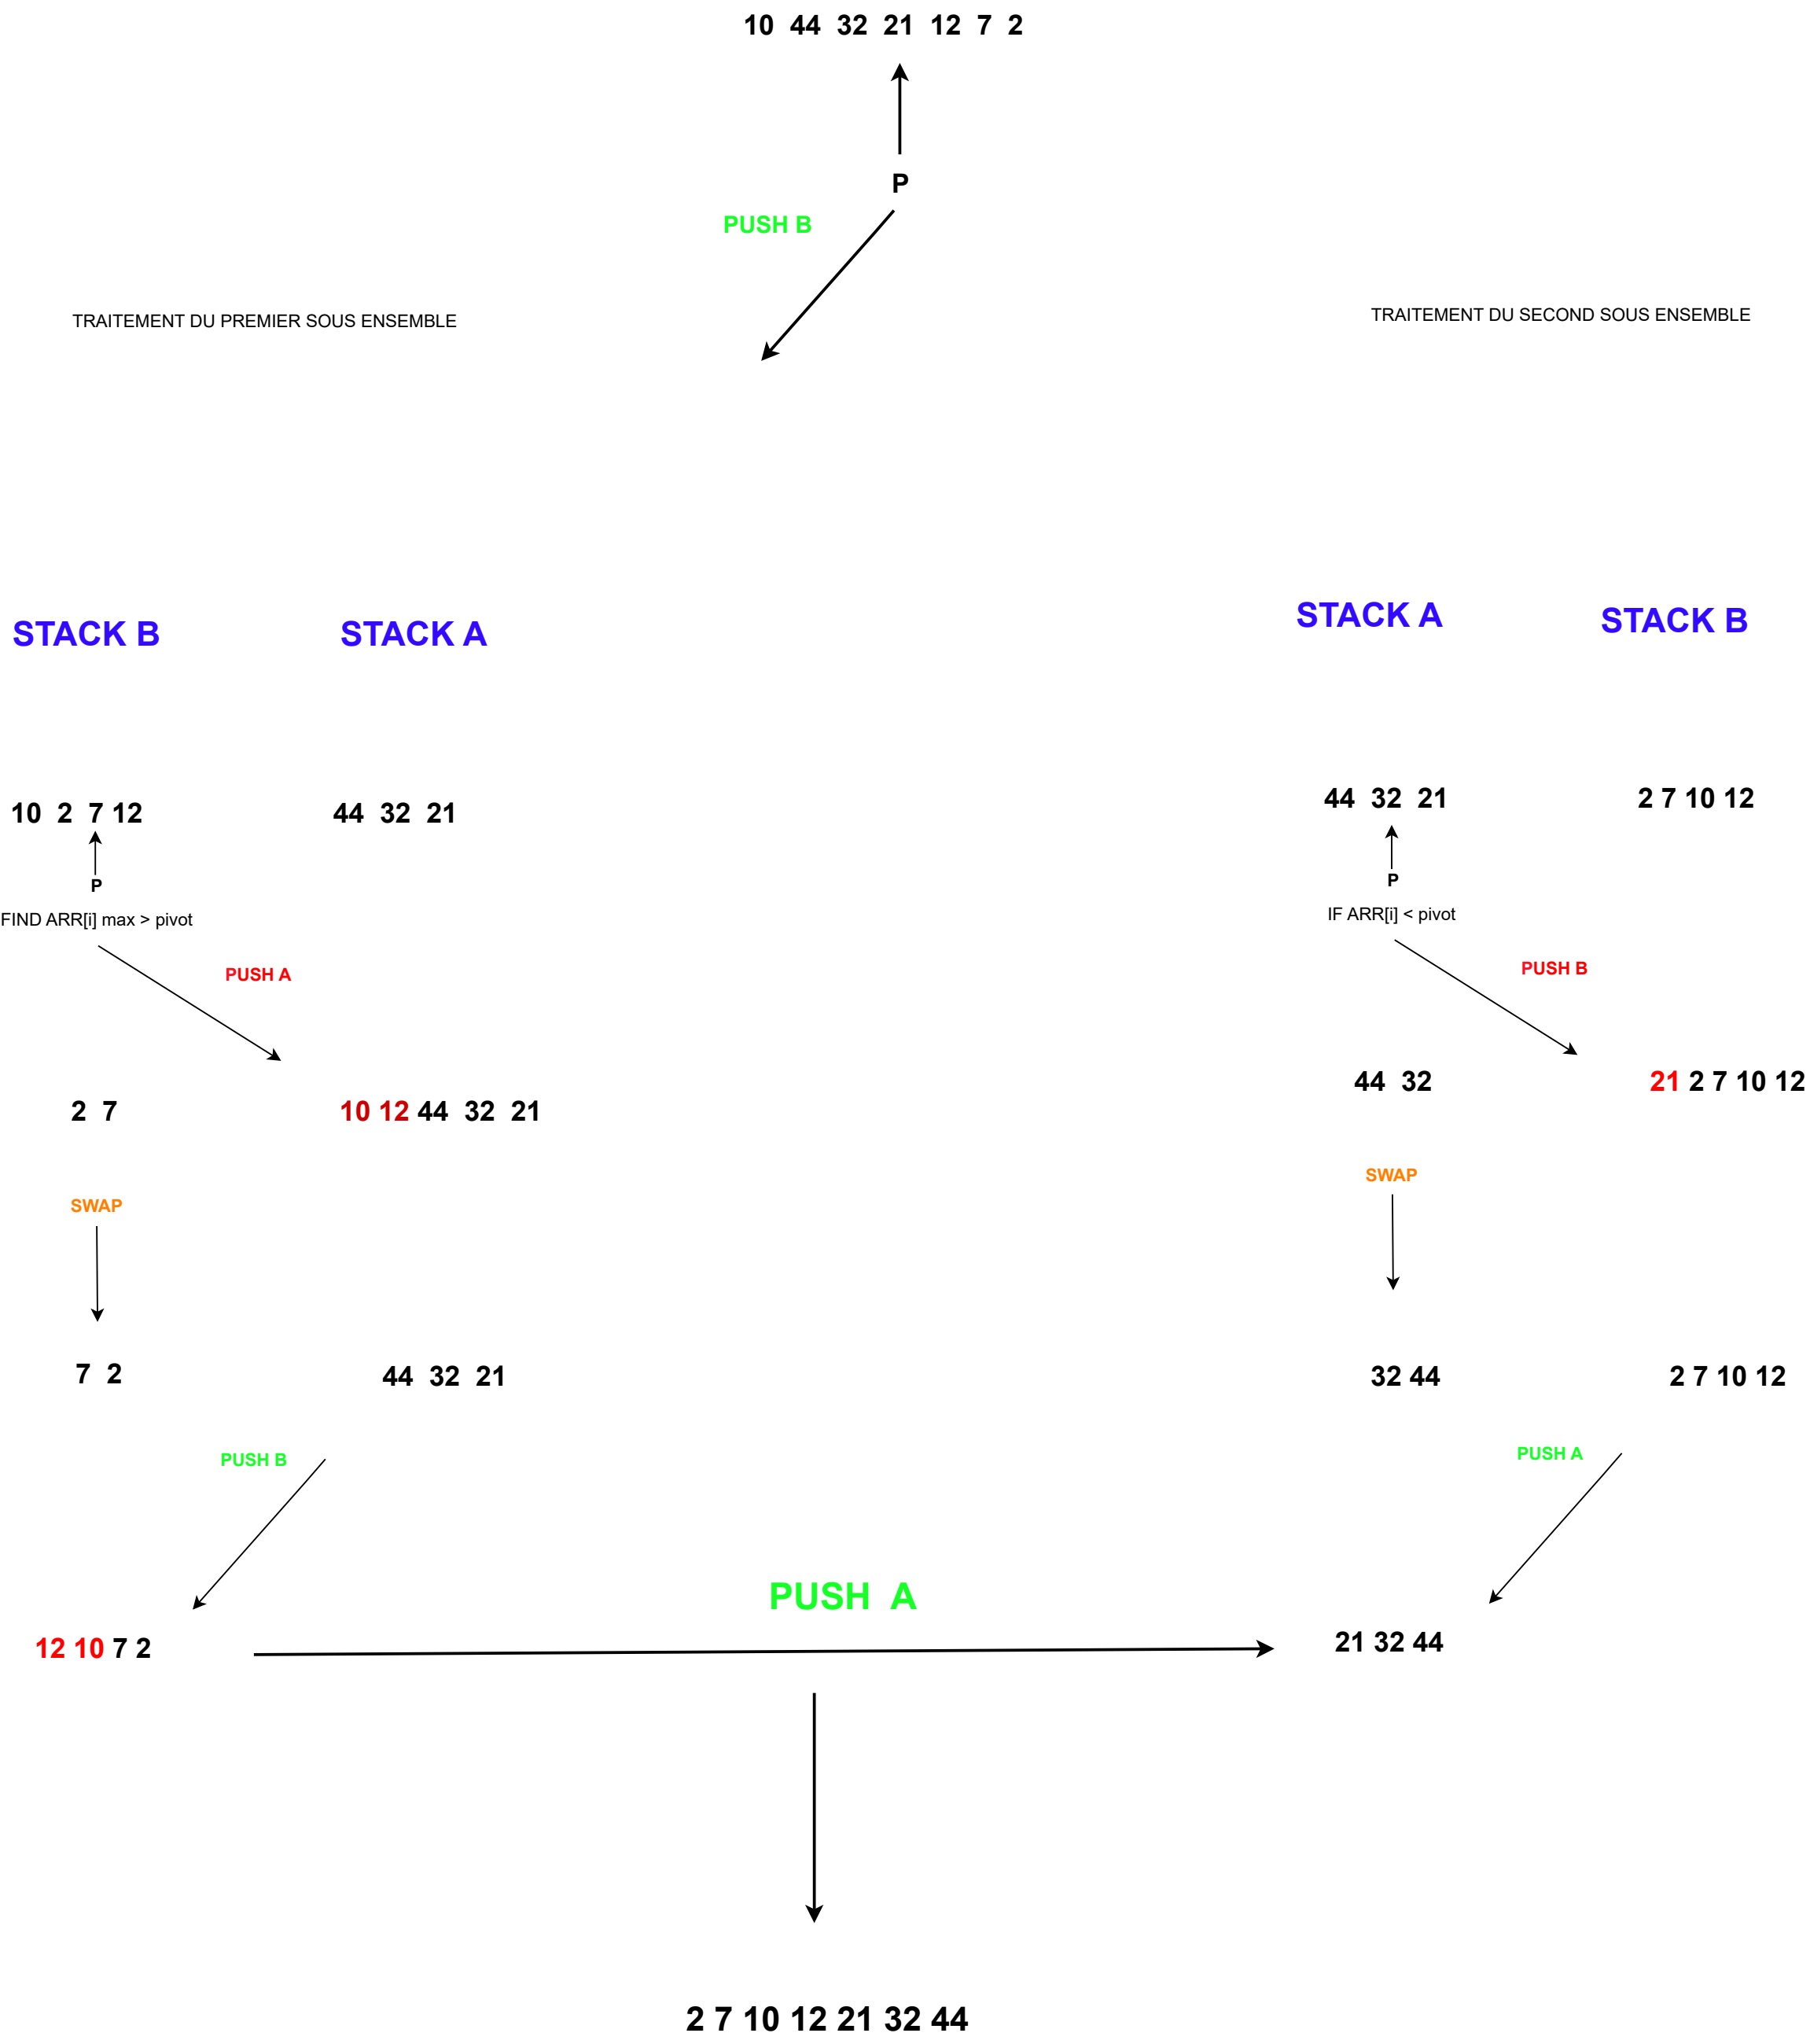 10 44 32 21 12 7 2
P
PUSH B
TRAITEMENT DU PREMIER SOUS ENSEMBLE
TRAITEMENT DU SECOND SOUS ENSEMBLE
STACK B
STACK A
STACK A
STACK B
10 2 7 12
44 32 21
44 32 21
2 7 10 12
P
P
FIND ARR[i] max > pivot
IF ARR[i] < pivot
PUSH A
PUSH B
2 7
10 12 44 32 21
44 32
21 2 7 10 12
SWAP
SWAP
7 2
44 32 21
32 44
2 7 10 12
PUSH B
PUSH A
PUSH A
12 10 7 2
21 32 44
2 7 10 12 21 32 44